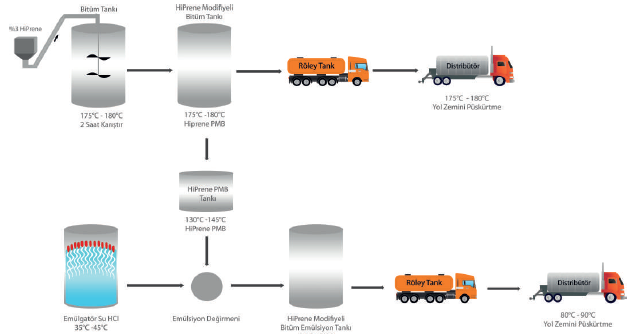 Bitüm Tankı
HiPrene Modifiyeli
Bitüm Tankı
%3 HiPrene
Röley Tank
Distribütör
175°C - 180°C
2 Saat Karıştır
175°C -180°C
Hiprene PMB
175°C - 180°C
Yol Zemini Püskürtme
HiPrene PMB
Tankı
130°C -145°C
HiPrene PMB
Röley Tank
Distribütör
Emülgatör Su HCl
35°C -45°C
Emülsiyon Değirmeni
HiPrene Modifiyeli
Bitüm Emülsiyon Tankı
80°C - 90°C
Yol Zemini Püskürtme